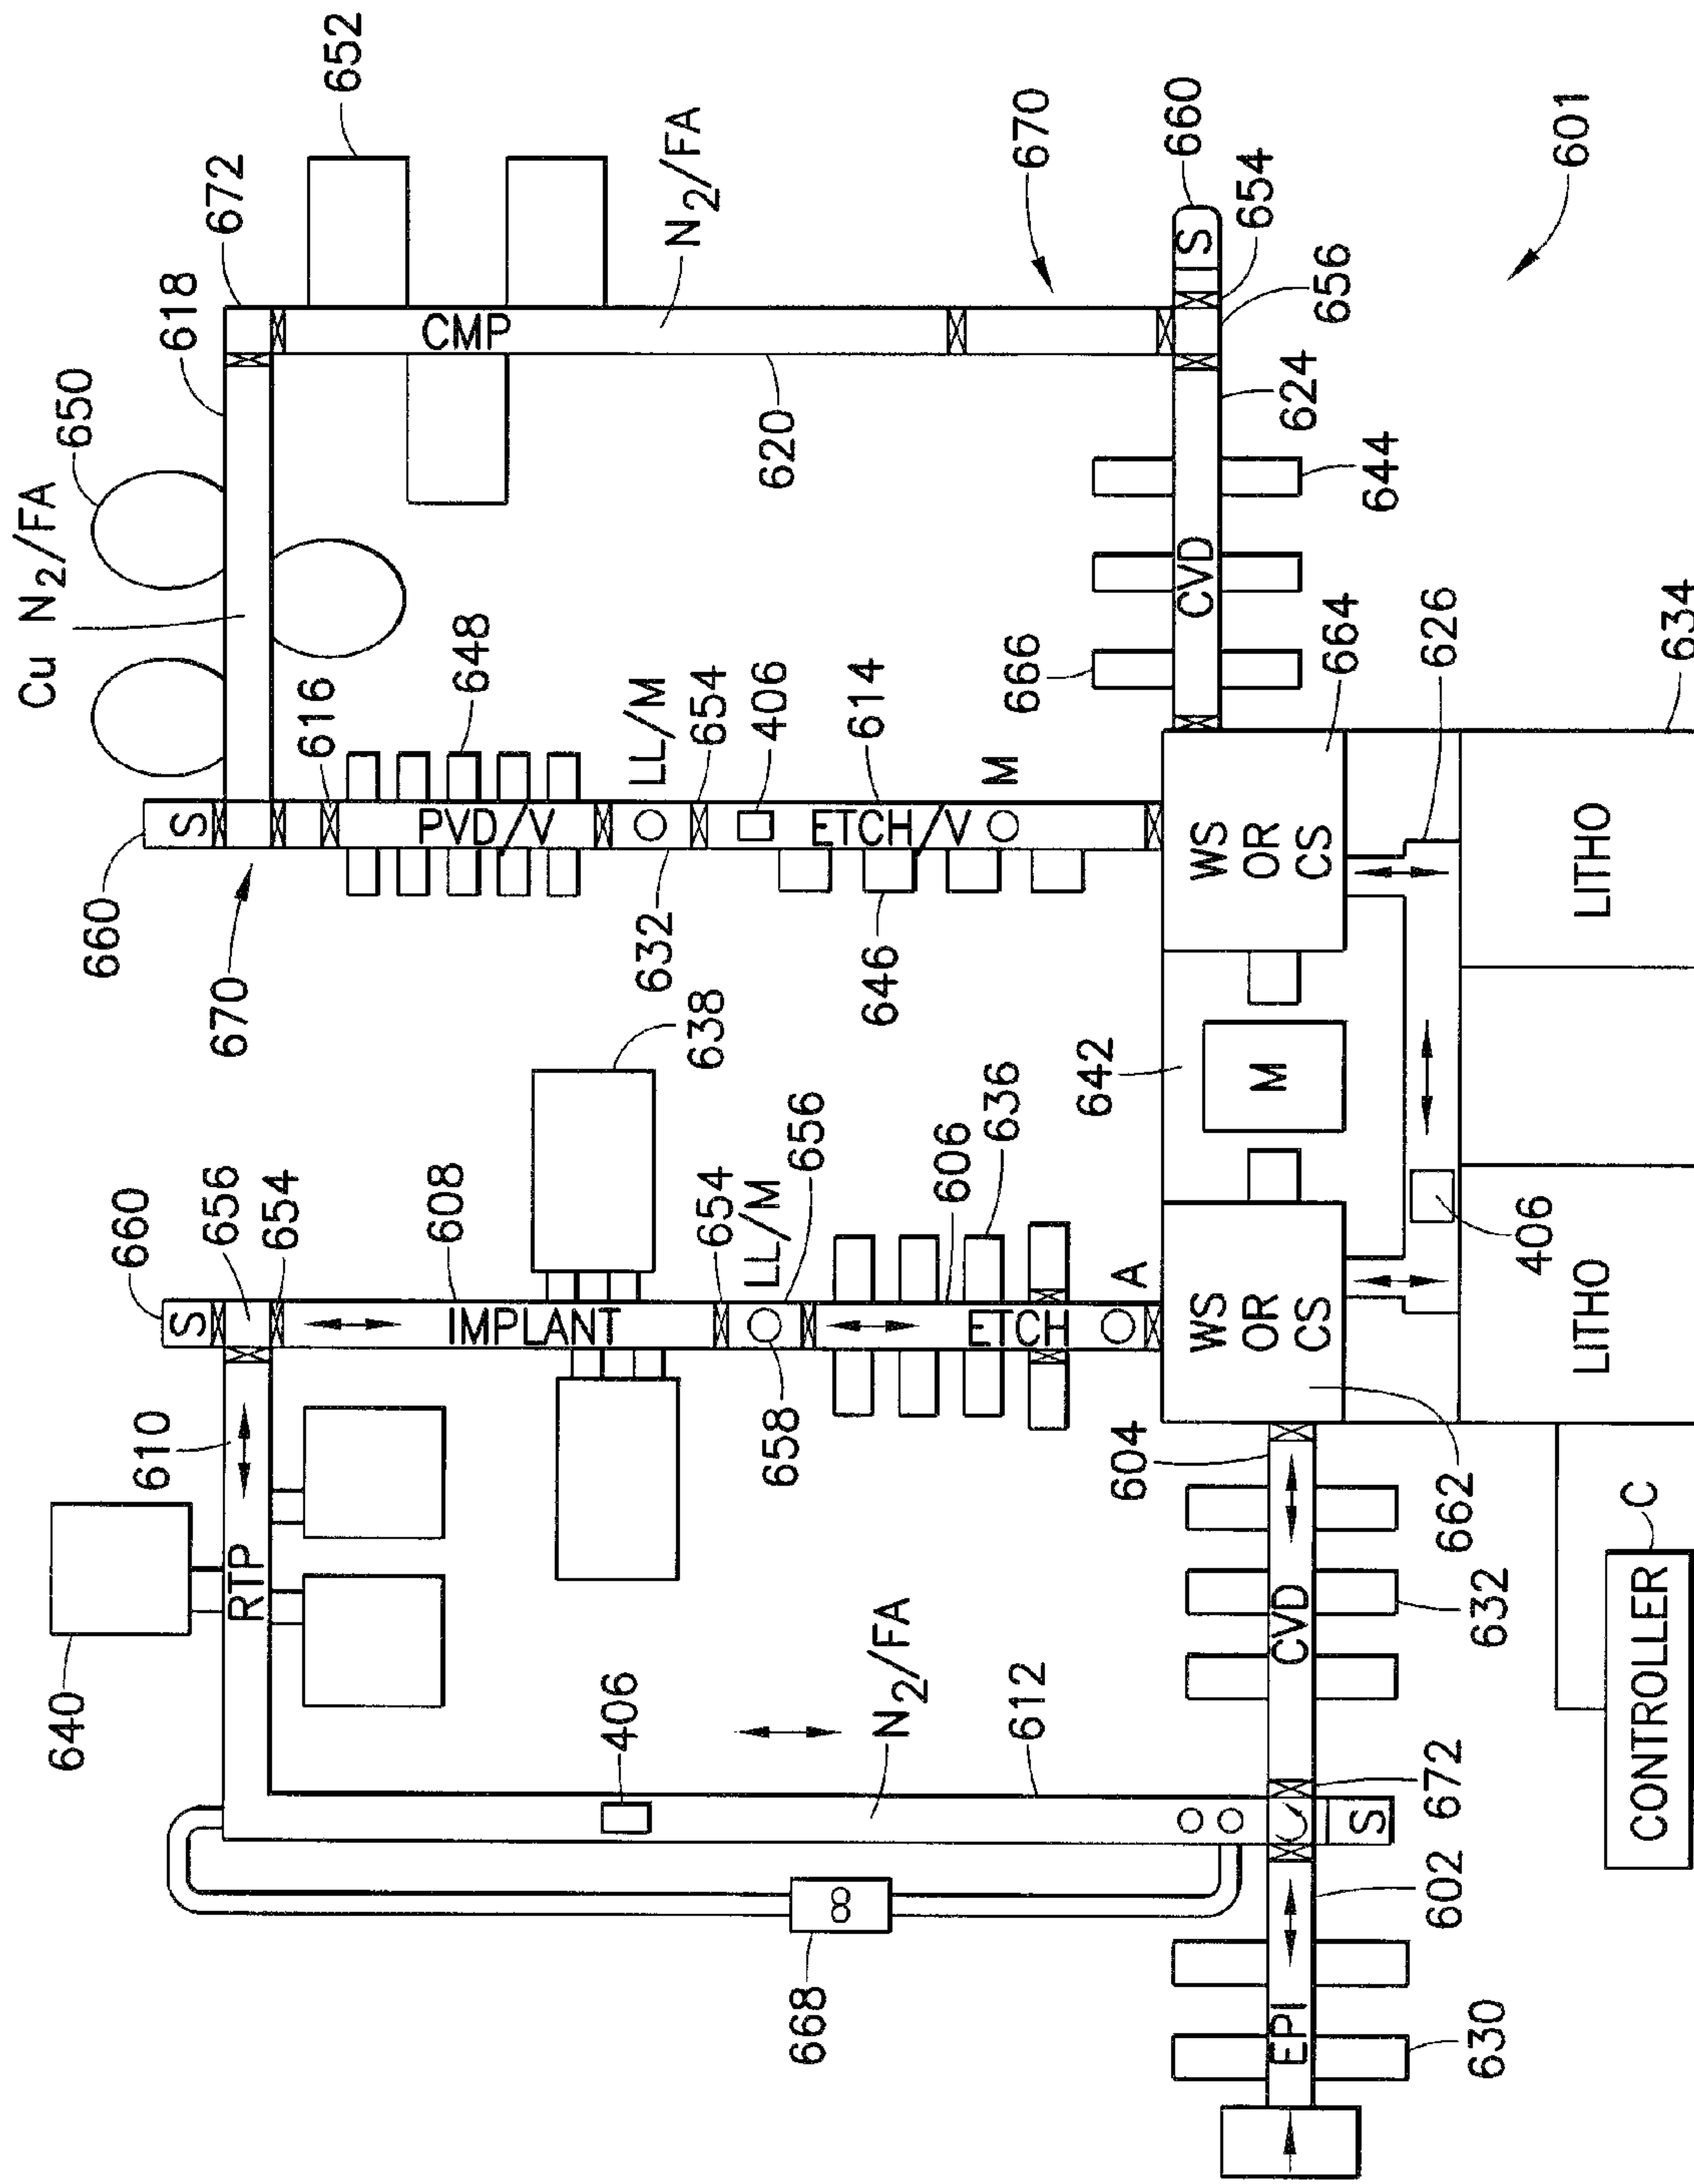 652
672
N2/FA
670
660
654
656
601
618
CMP
620
624
644
650
Cu N2/FA
CVD
666
664
626
634
616
648
PVD/V
LL/M
654
406
614
ETCH/V
M
WS
OR
CS
LITHO
660
S
S
670
632
646
638
642
M
636
606
656
LL/M
654
608
654
656
660
S
IMPLANT
ETCH
A
WS
OR
CS
406
LITHO
658
610
604
662
640
RTP
CVD
632
C
CONTROLLER
406
N2/FA
612
672
S
602
668
EPI
630